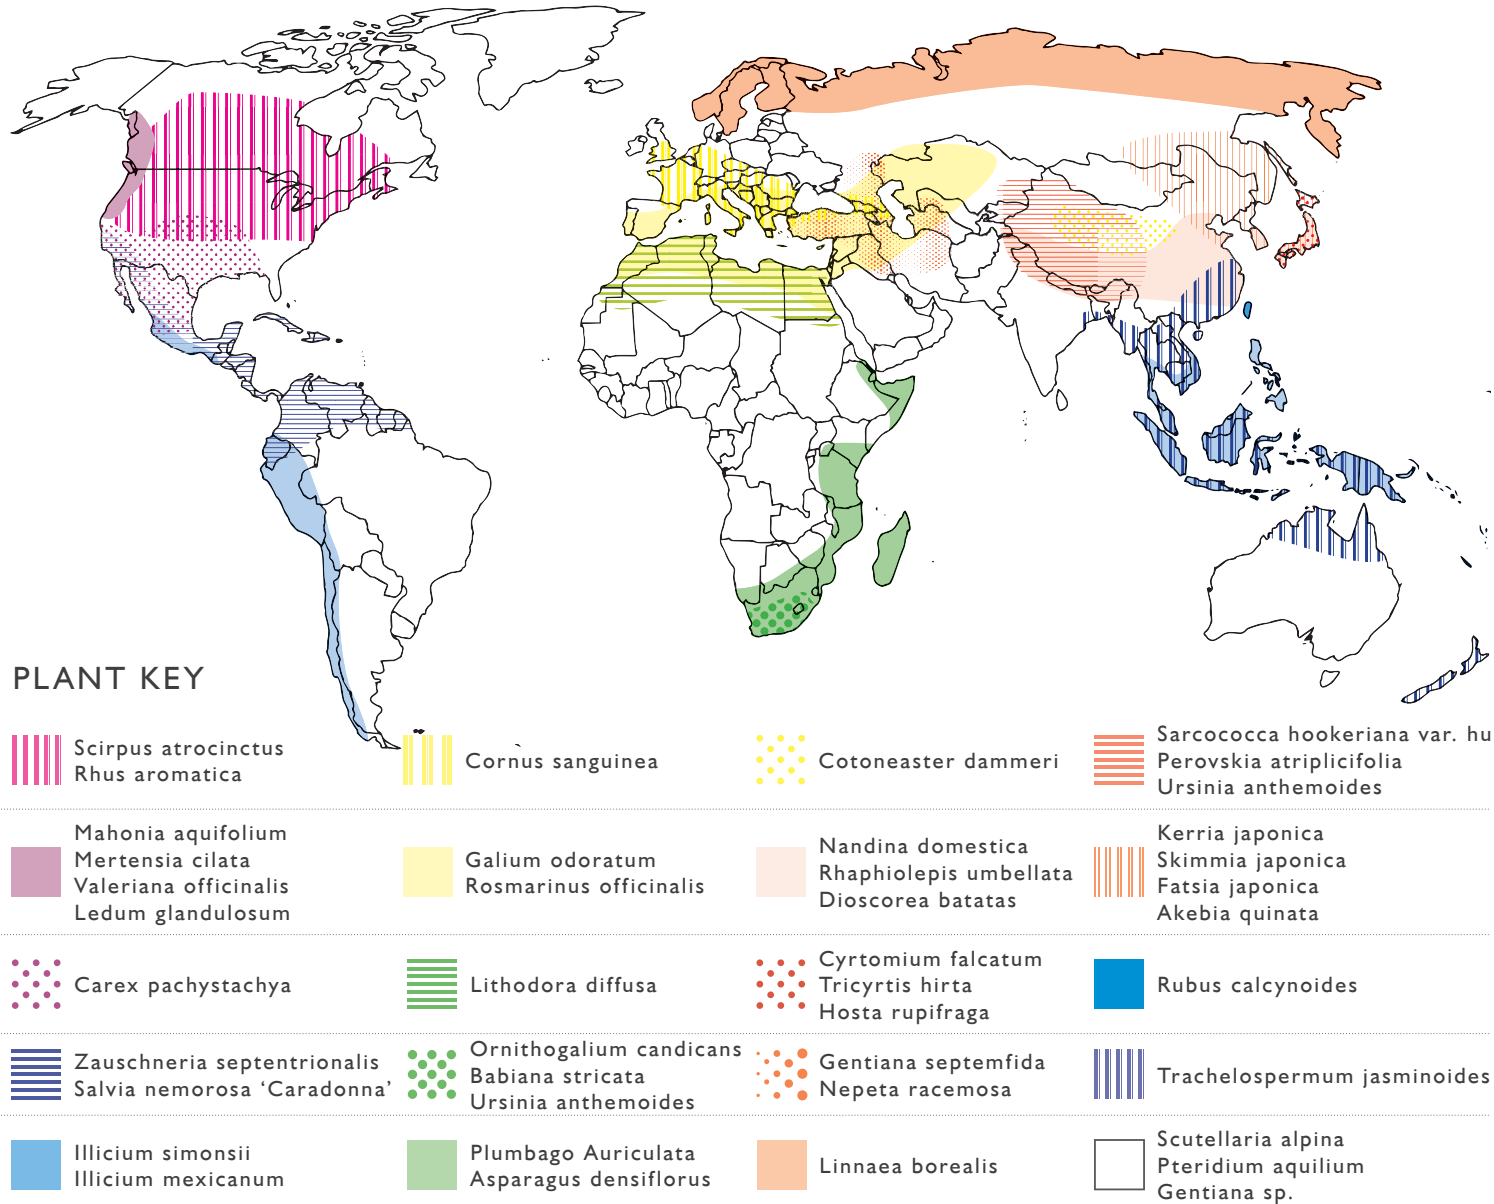 PLANT KEY
Scirpus atrocinctus
Rhus aromatica
Cornus sanguinea
Cotoneaster dammeri
Sarcococca hookeriana var. hu
Perovskia atriplicifolia
Ursinia anthemoides
Mahonia aquifolium
Mertensia cilata
Valeriana officinalis
Ledum glandulosum
Galium odoratum
Rosmarinus officinalis
Nandina domestica
Rhaphiolepis umbellata
Dioscorea batatas
Kerria japonica
Skimmia japonica
Fatsia japonica
Akebia quinata
Carex pachystachya
Lithodora diffusa
Cyrtomium falcatum
Tricyrtis hirta
Hosta rupifraga
Rubus calcynoides
Zauschneria septentrionalis
Salvia nemorosa ‘Caradonna’
Ornithogalium candicans
Babiana stricata
Ursinia anthemoides
Gentiana septemfida
Nepeta racemosa
Trachelospermum jasminoides
Illicium simonsii
Illicium mexicanum
Plumbago Auriculata
Asparagus densiflorus
Linnaea borealis
Scutellaria alpina
Pteridium aquilium
Gentiana sp.